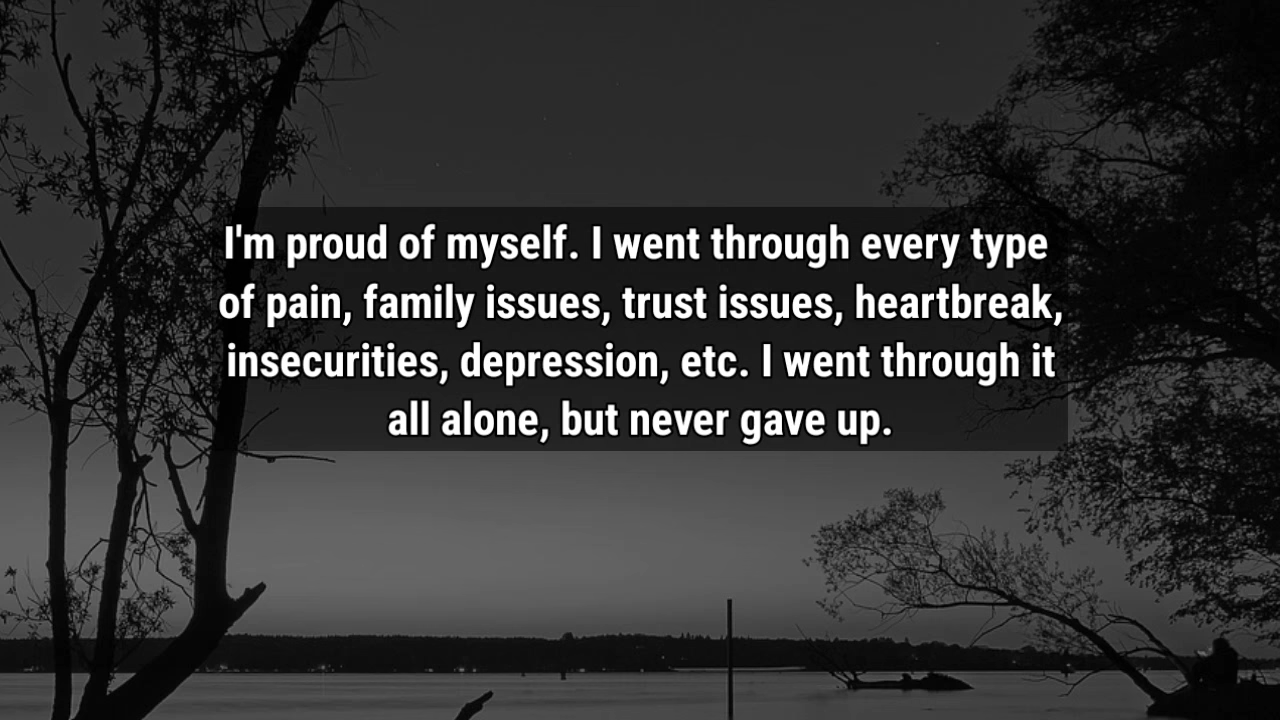 I'm proud of myself. I went through every type
of pain, family issues, trust issues, heartbreak,
insecurities, depression, etc. I went through it
all alone, but never gave up.